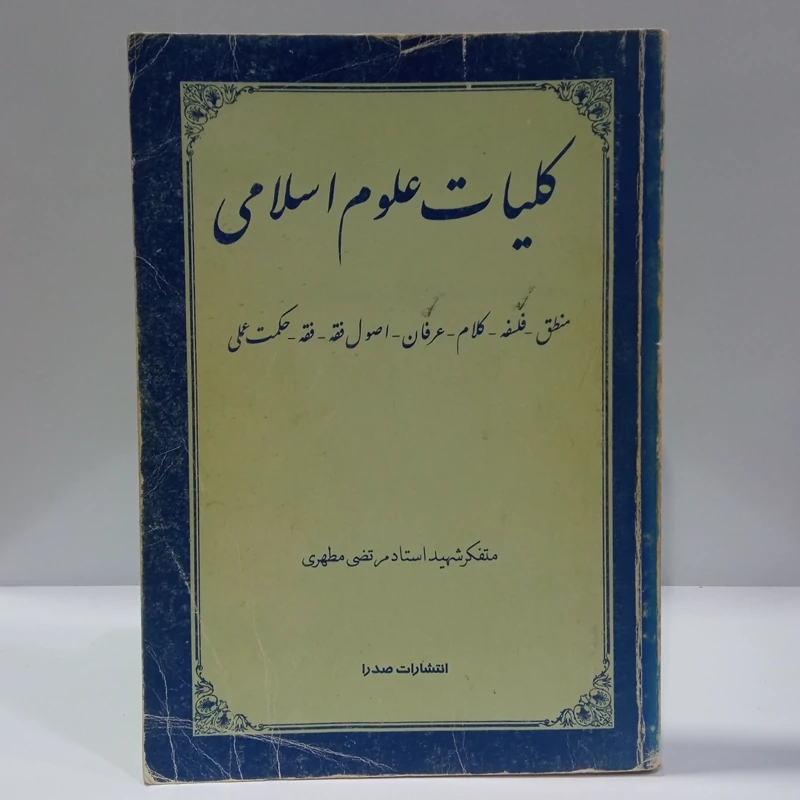 کلیات علوم اسلامی
منطق - فلسفه - کلام - عرفان - اصول فقه - فقه - حکمت عملی
متفکر شهید استاد مرتضی مطهری
انتشارات صدرا